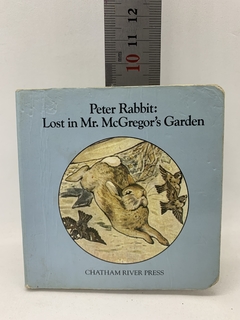 12
11
10
Peter Rabbit:
Lost in Mr. McGregor's Garden
CHATHAM RIVER PRESS